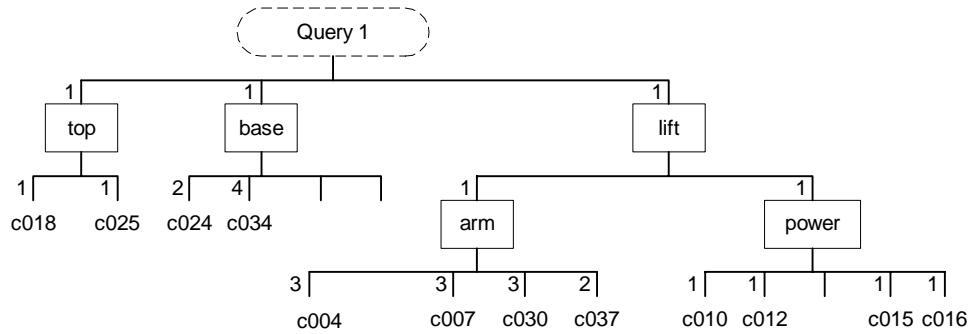 Query 1
1 1 1
top base lift
1 1 2 4 1 1
c018 c025 c024 c034
arm power
3 3 3 2 1 1 1 1
c004 c007 c030 c037 c010 c012 c015 c016